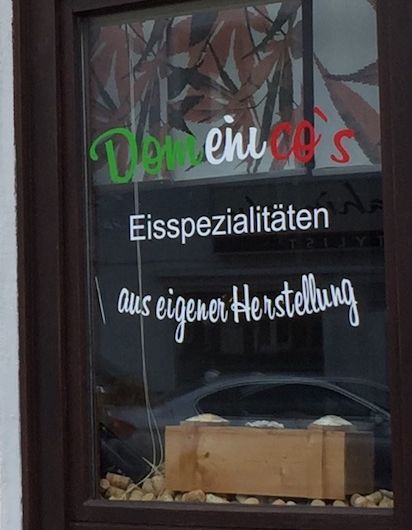 Domenico`s
Eisspezialitäten
aus eigener Herstellung